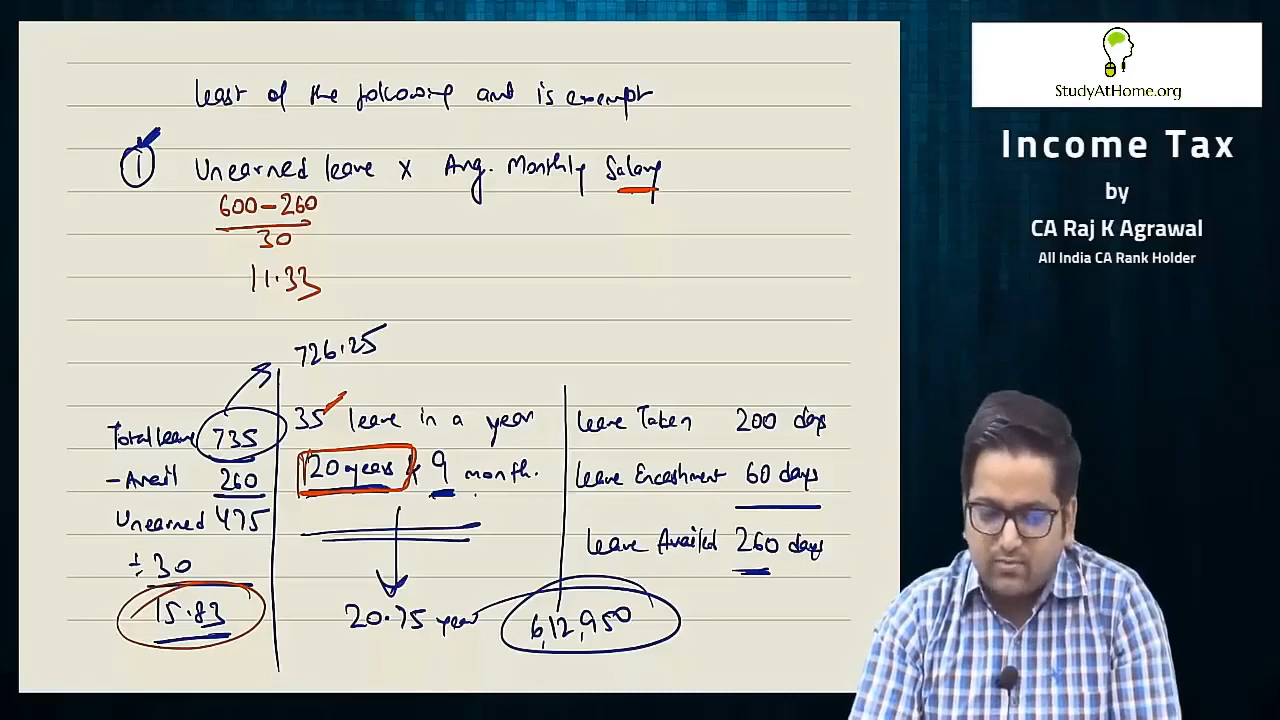 Least of the following and is exempt
1 Unearned leave x Avg. Monthly Salary
600-260
30
11.33
726.25
Total leave 735
- Avail 260
Unearned 475
÷ 30
15.83
35 leave in a year
20 years & 9 month.
20.75 year
leave Taken 200 days
leave Encashment 60 days
leave Availed 260 days
6,12,950
StudyAtHome.org
Income Tax
by
CA Raj K Agrawal
All India CA Rank Holder